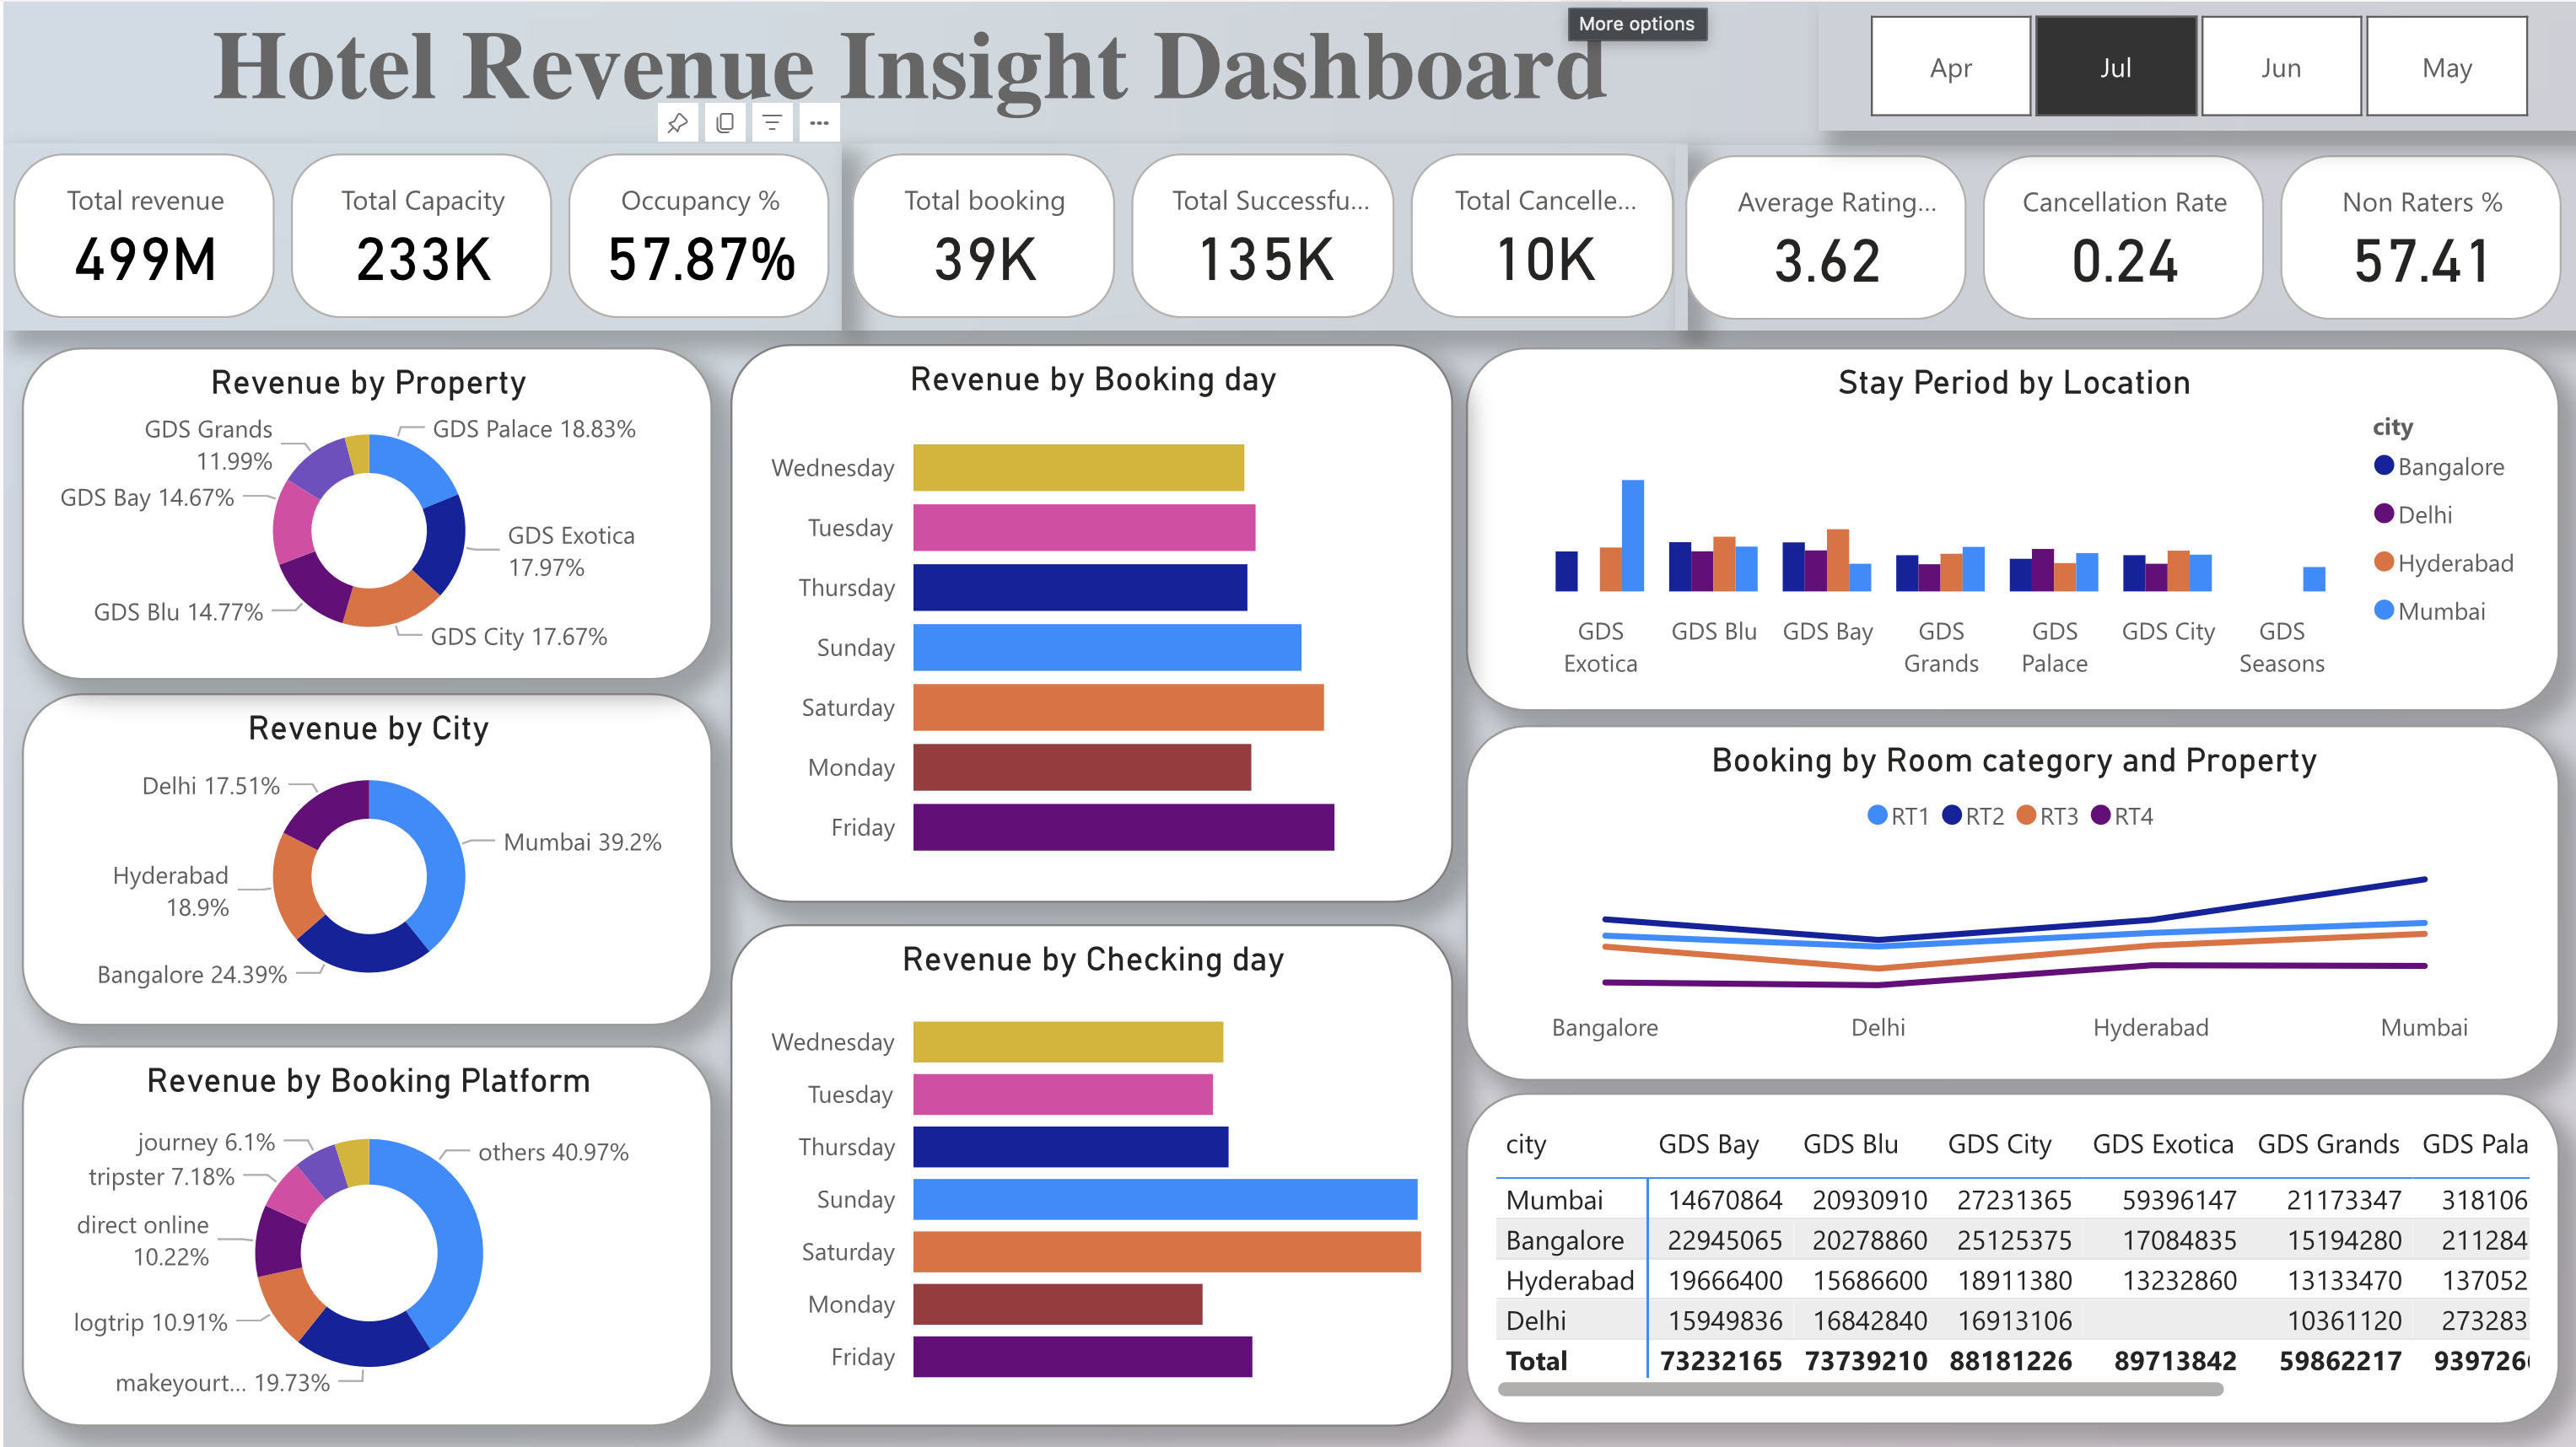 More options
Hotel Revenue Insight Dashboard
Apr
Jul
Jun
May
Total revenue
499M
Total Capacity
233K
Occupancy %
57.87%
Total booking
39K
Total Successfu...
135K
Total Cancelle...
10K
Average Rating...
3.62
Cancellation Rate
0.24
Non Raters %
57.41
Revenue by Property
GDS Grands
11.99%
GDS Palace 18.83%
GDS Bay 14.67%
GDS Exotica
17.97%
GDS Blu 14.77%
GDS City 17.67%
Revenue by City
Delhi 17.51%
Mumbai 39.2%
Hyderabad
18.9%
Bangalore 24.39%
Revenue by Booking Platform
journey 6.1%
others 40.97%
tripster 7.18%
direct online
10.22%
logtrip 10.91%
makeyourt... 19.73%
Revenue by Booking day
Wednesday
Tuesday
Thursday
Sunday
Saturday
Monday
Friday
Revenue by Checking day
Wednesday
Tuesday
Thursday
Sunday
Saturday
Monday
Friday
Stay Period by Location
city
Bangalore
Delhi
Hyderabad
Mumbai
GDS
Exotica
GDS Blu
GDS Bay
GDS
Grands
GDS
Palace
GDS City
GDS
Seasons
Booking by Room category and Property
RT1 RT2 RT3 RT4
Bangalore Delhi Hyderabad Mumbai
city GDS Bay GDS Blu GDS City GDS Exotica GDS Grands GDS Pala
Mumbai 14670864 20930910 27231365 59396147 21173347 318106
Bangalore 22945065 20278860 25125375 17084835 15194280 211284
Hyderabad 19666400 15686600 18911380 13232860 13133470 137052
Delhi 15949836 16842840 16913106 10361120 273283
Total 73232165 73739210 88181226 89713842 59862217 939726